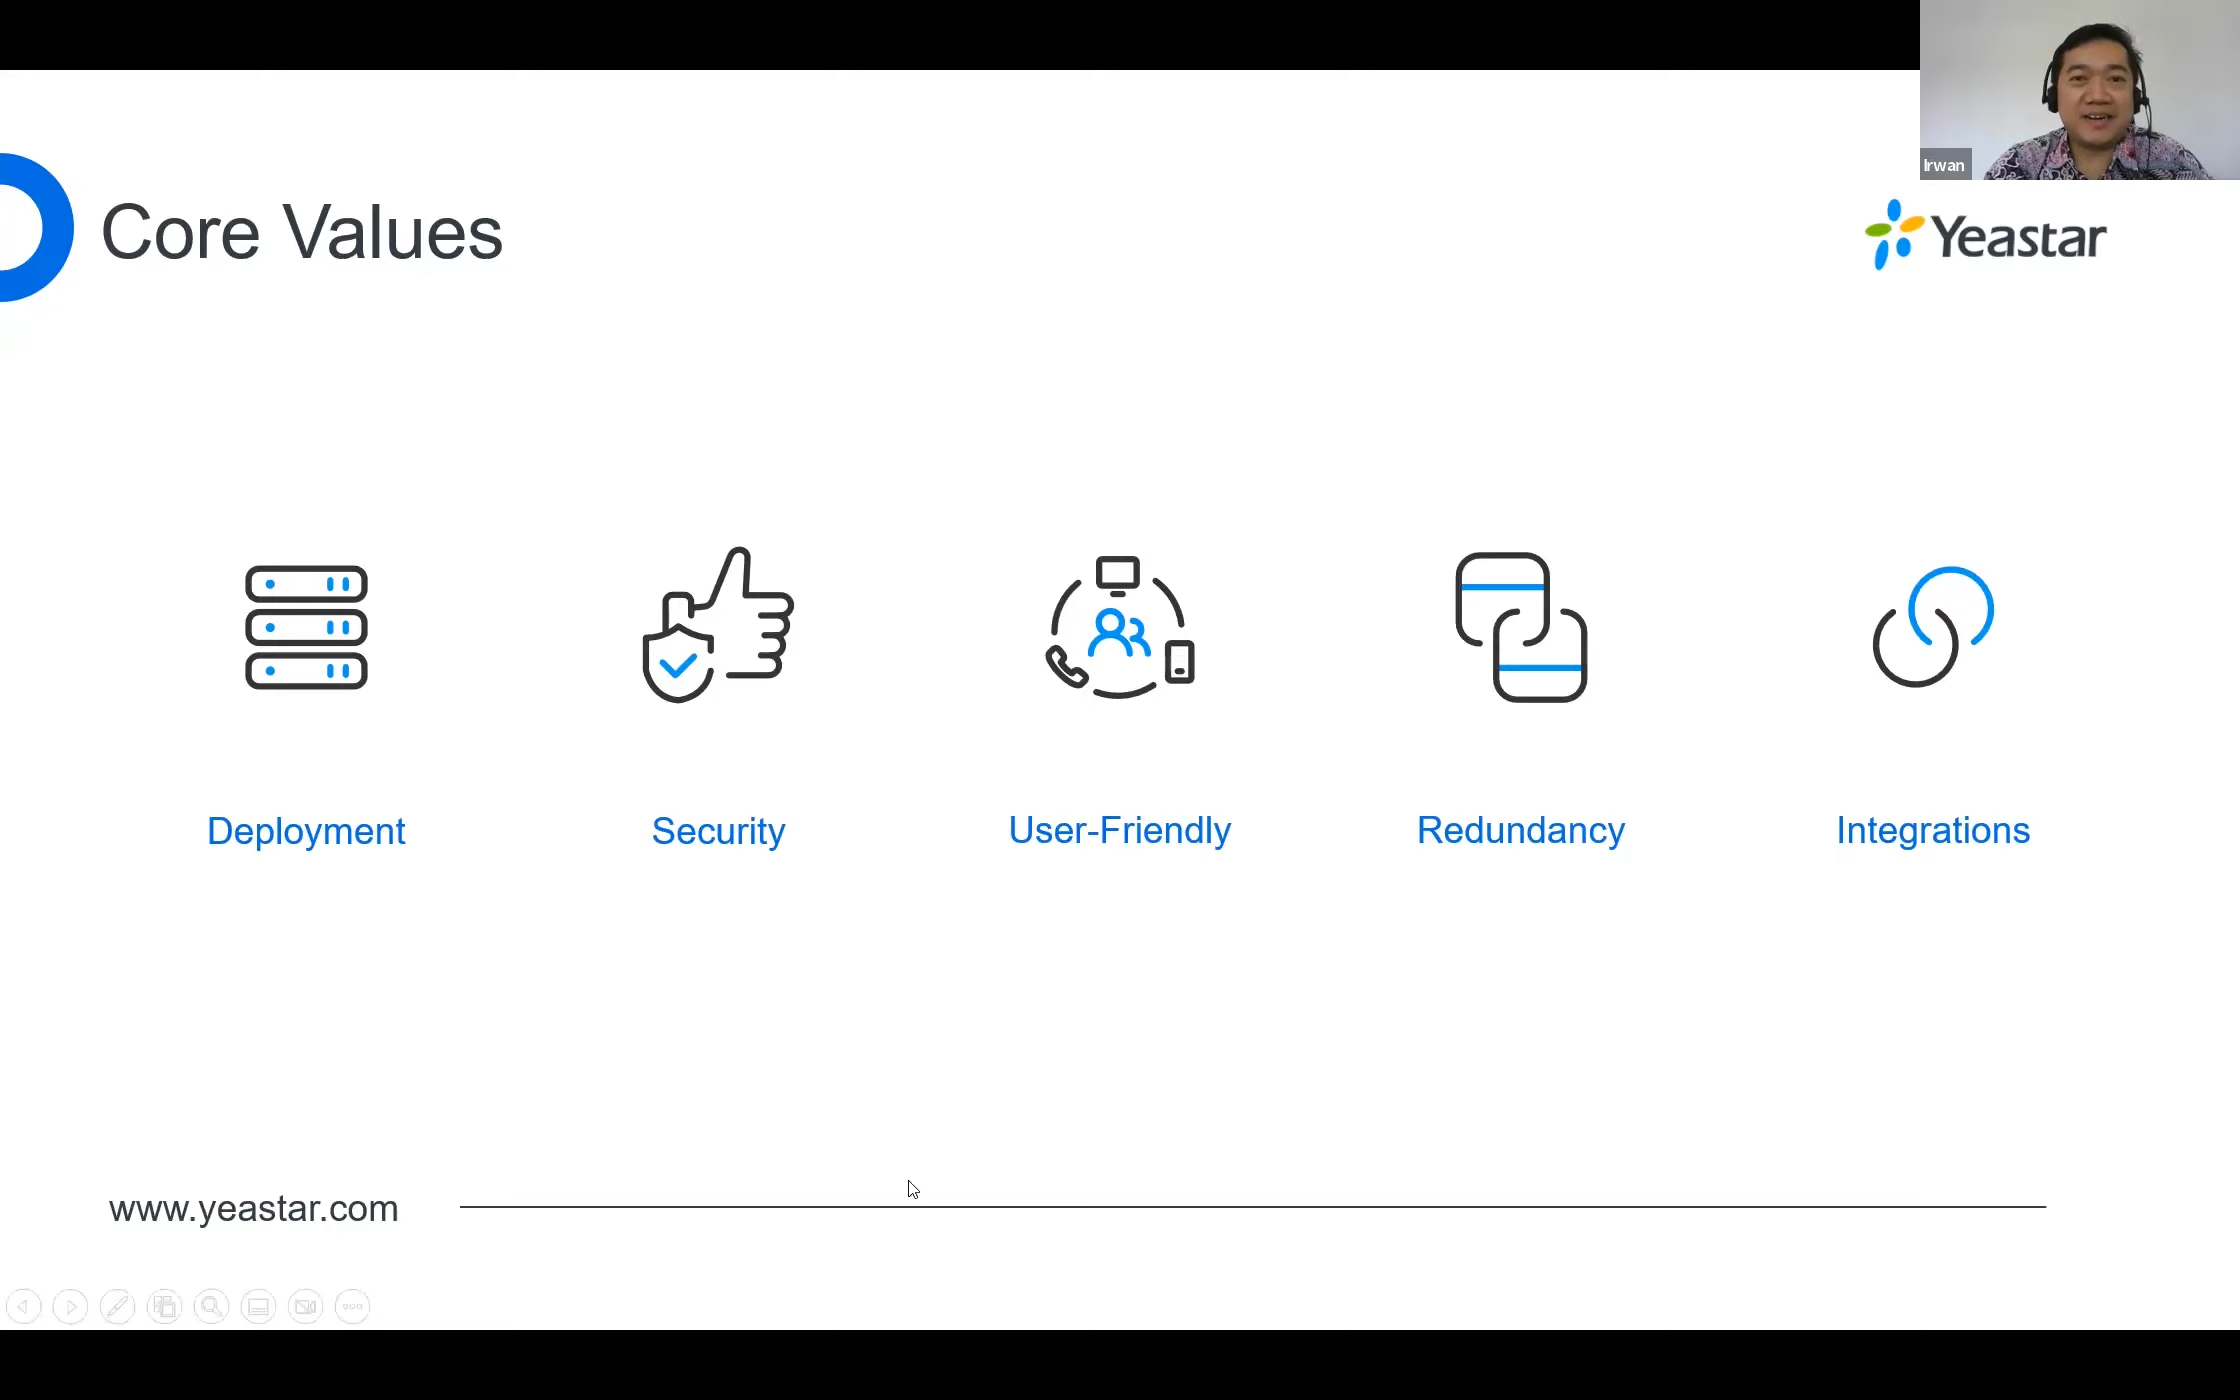 Irwan
Core Values
Yeastar
Deployment
Security
User-Friendly
Redundancy
Integrations
www.yeastar.com